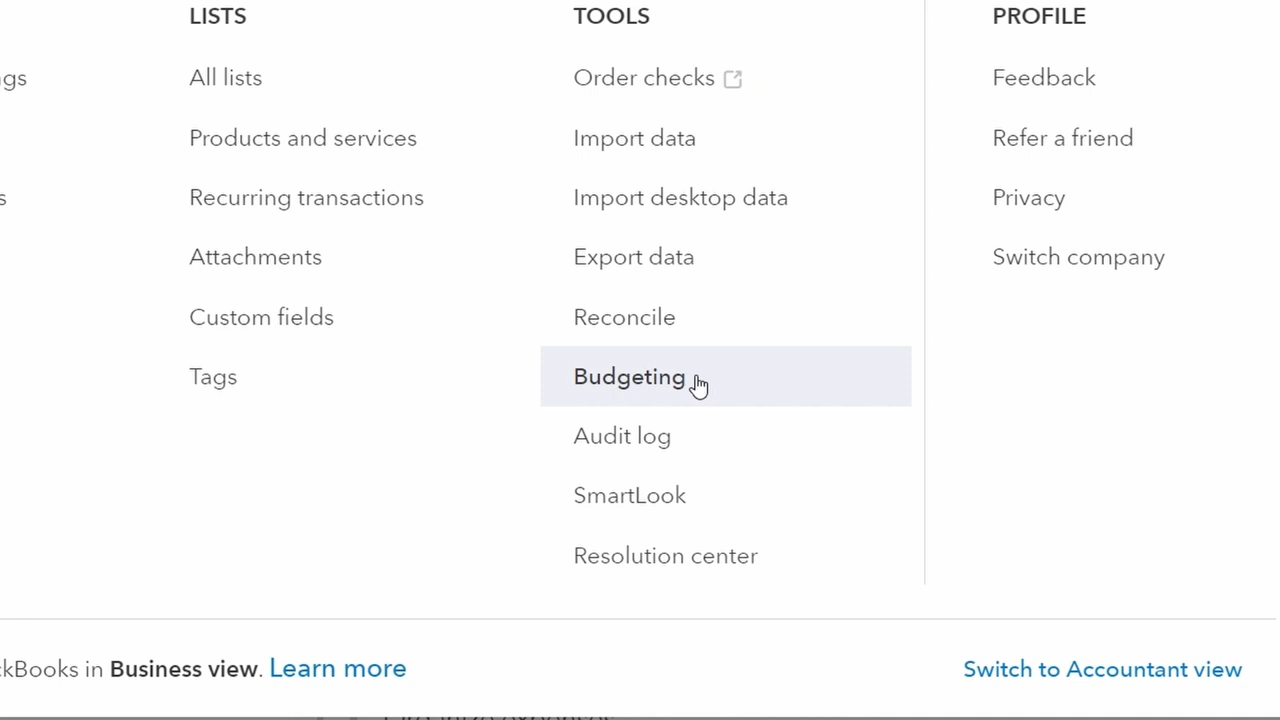 LISTS
All lists
Products and services
Recurring transactions
Attachments
Custom fields
Tags
TOOLS
Order checks
Import data
Import desktop data
Export data
Reconcile
Budgeting
Audit log
SmartLook
Resolution center
PROFILE
Feedback
Refer a friend
Privacy
Switch company
ckBooks in Business view. Learn more
Switch to Accountant view